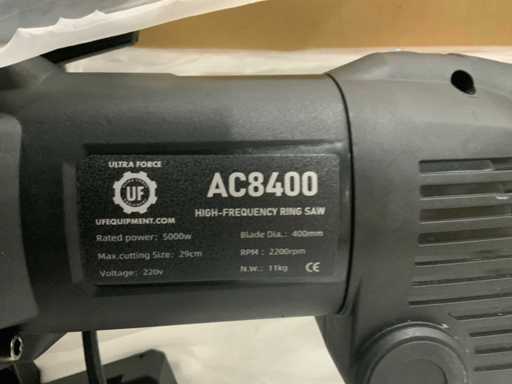 ULTRA FORCE
UF
UFEQUIPMENT.COM
AC8400
HIGH-FREQUENCY RING SAW
Rated power: 5000w
Blade Dia.: 400mm
Max.cutting Size: 29cm
RPM: 2200rpm
Voltage: 220v
N.W.: 11kg
CE